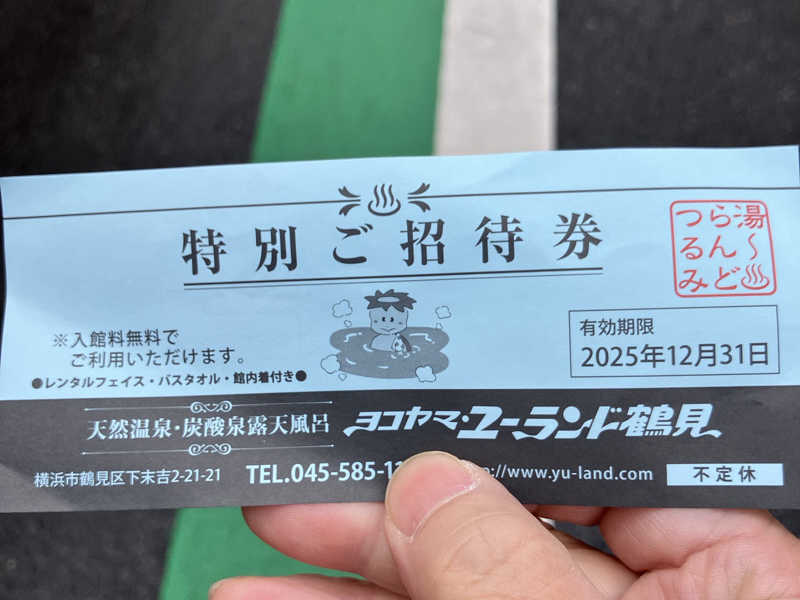 特別ご招待券
湯〜
らんど
つるみ
※入館料無料で
ご利用いただけます。
●レンタルフェイス・バスタオル・館内着付き●
有効期限
2025年12月31日
天然温泉・炭酸泉露天風呂
ヨコヤマ・ユーランド鶴見
横浜市鶴見区下末吉2-21-21
TEL.045-585-1
://www.yu-land.com
不定休